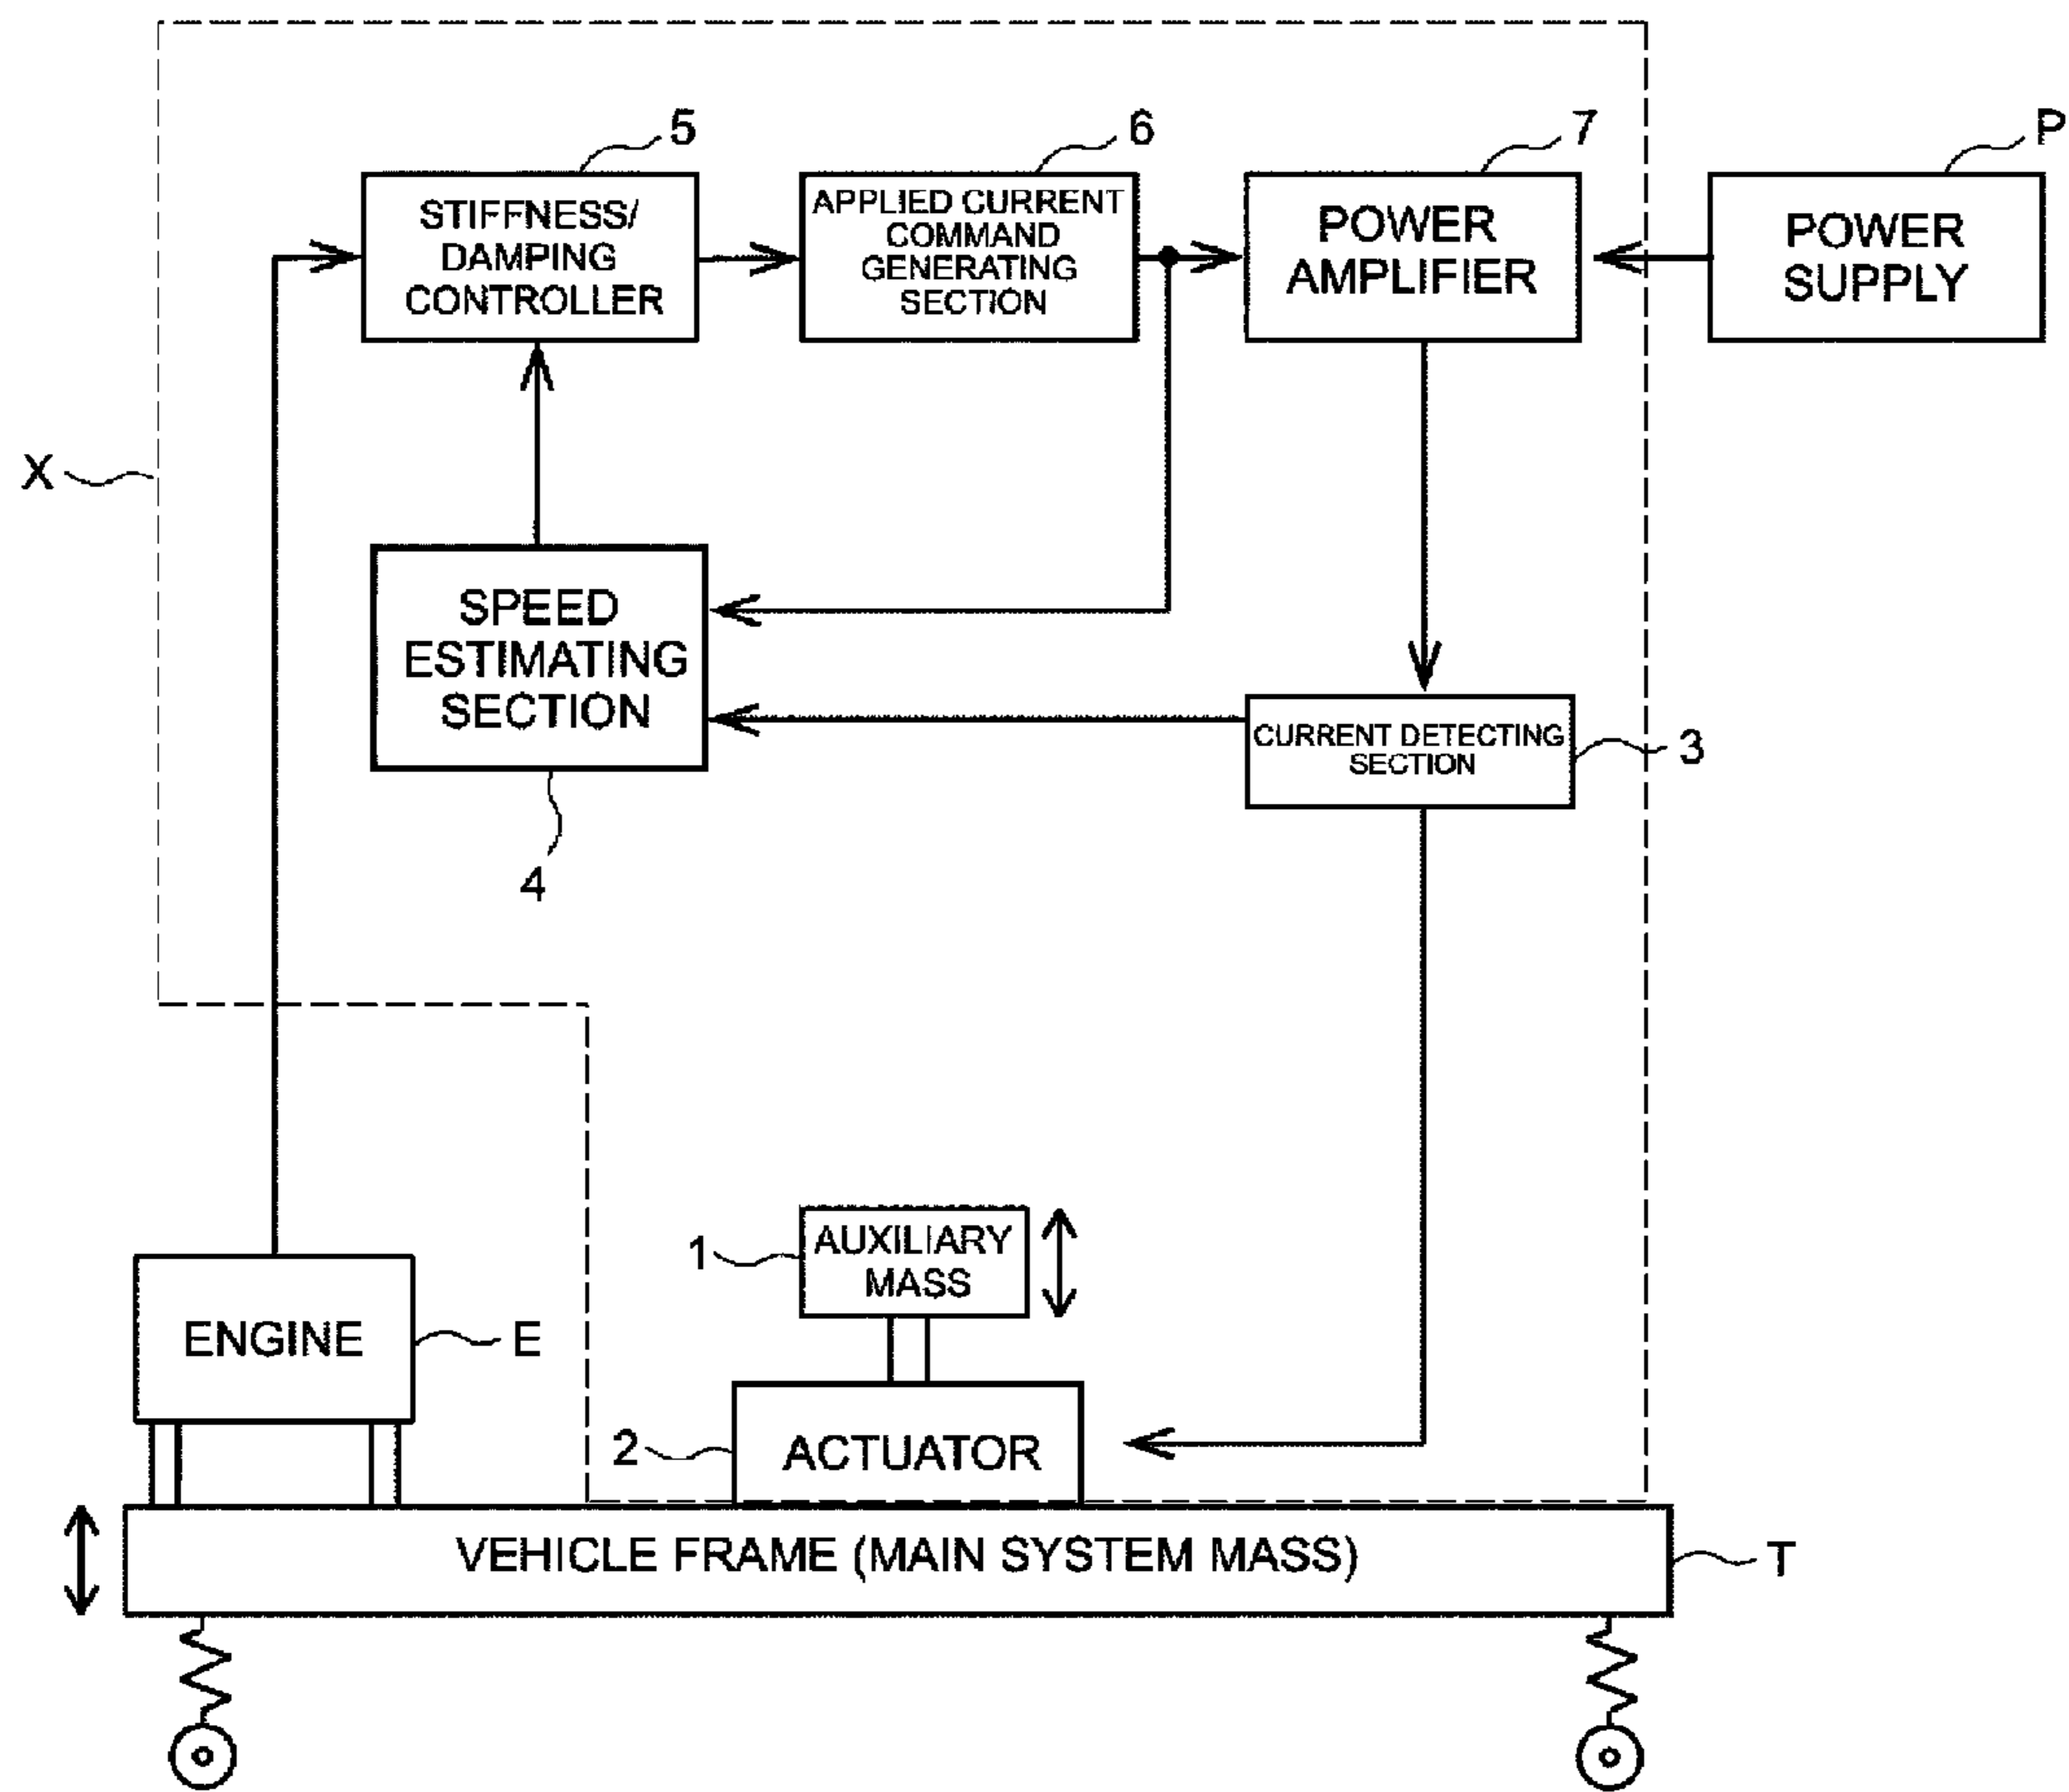 5
6
7
P
STIFFNESS/
DAMPING
CONTROLLER
APPLIED CURRENT
COMMAND
GENERATING
SECTION
POWER
AMPLIFIER
POWER
SUPPLY
X
SPEED
ESTIMATING
SECTION
CURRENT DETECTING
SECTION
3
4
1
AUXILIARY
MASS
ENGINE
E
2
ACTUATOR
VEHICLE FRAME (MAIN SYSTEM MASS)
T